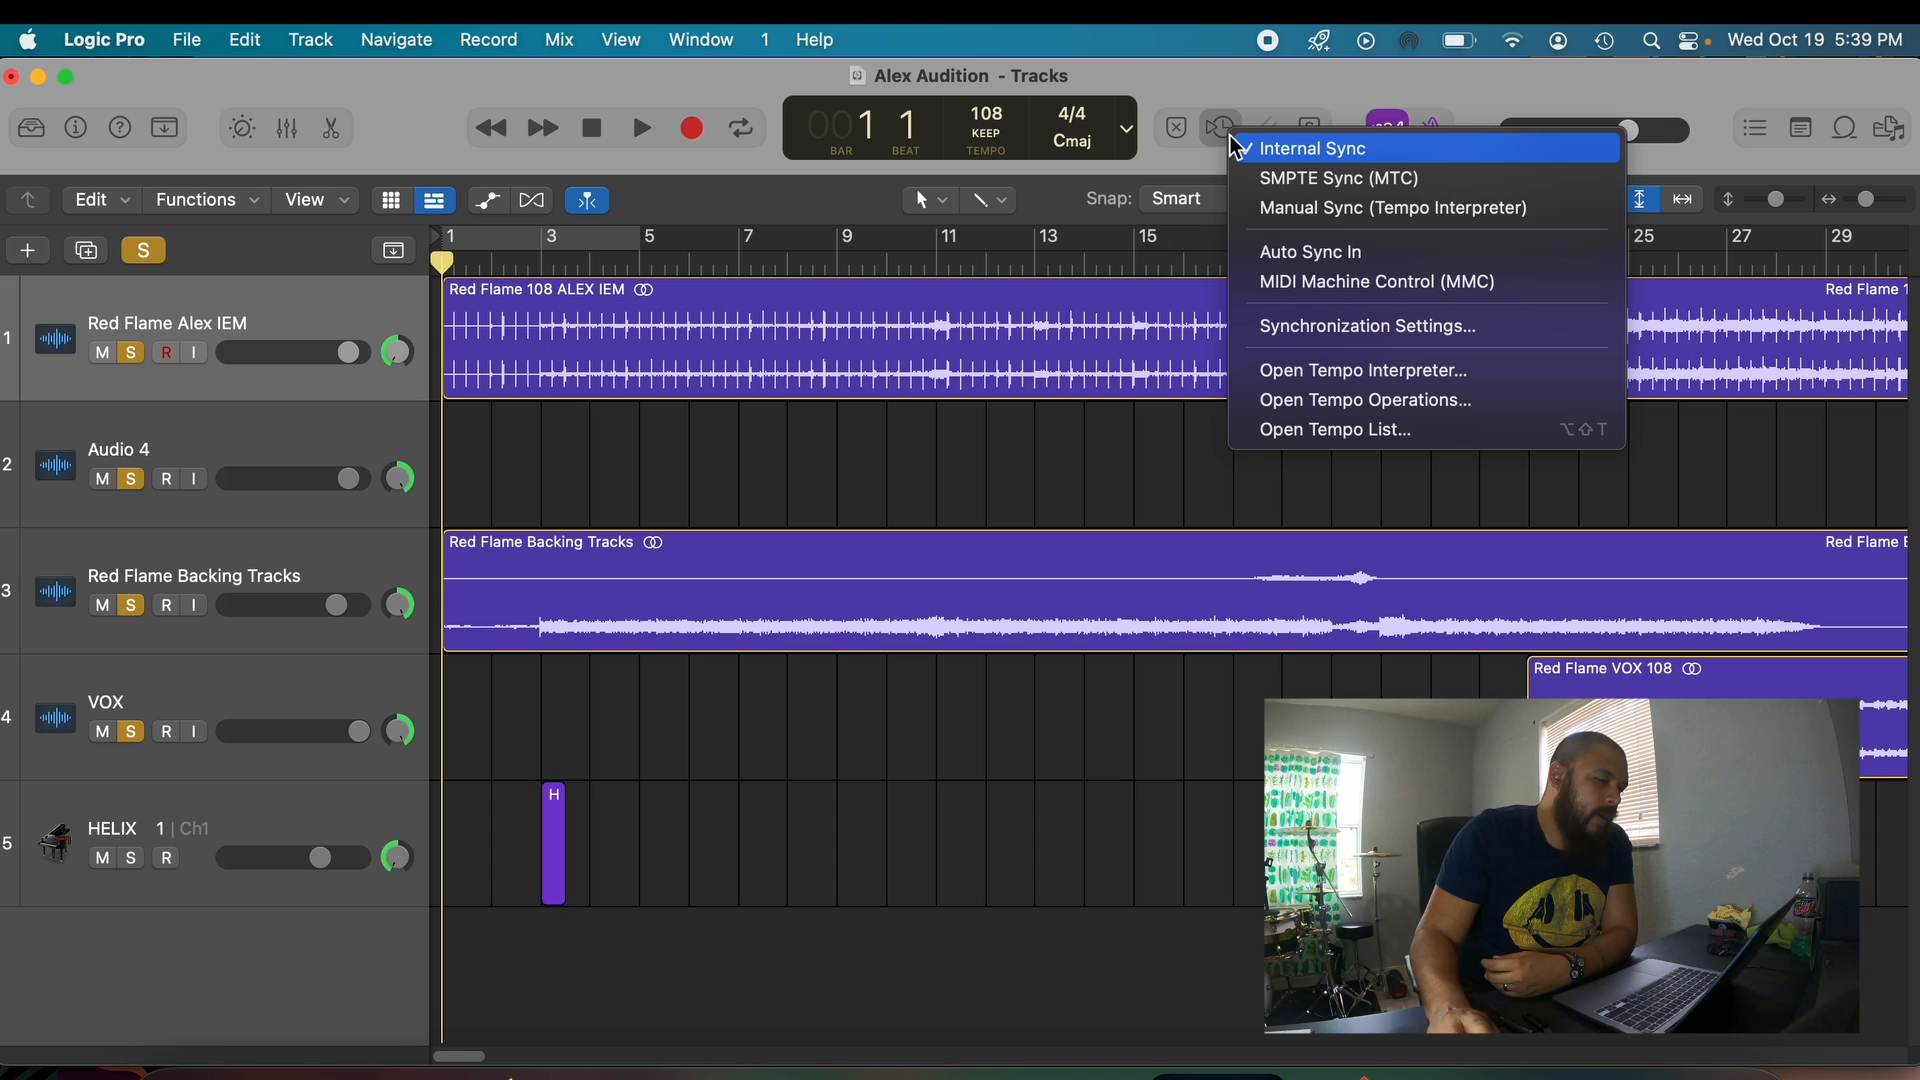 Logic Pro File Edit Track Navigate Record Mix View Window 1 Help Wed Oct 19 5:39 PM
Alex Audition - Tracks
001 1 108 4/4
KEEP Cmaj
BAR BEAT TEMPO
Internal Sync
SMPTE Sync (MTC)
Manual Sync (Tempo Interpreter)
Auto Sync In
MIDI Machine Control (MMC)
Synchronization Settings...
Open Tempo Interpreter...
Open Tempo Operations...
Open Tempo List... ⌥⇧T
Edit Functions View Snap: Smart
S 1 3 5 7 9 11 13 15 25 27 29
Red Flame 108 ALEX IEM Red Flame 1
1 Red Flame Alex IEM
M S R I
2 Audio 4
M S R I
Red Flame Backing Tracks Red Flame B
3 Red Flame Backing Tracks
M S R I
Red Flame VOX 108
4 VOX
M S R I
H
5 HELIX 1 | Ch1
M S R